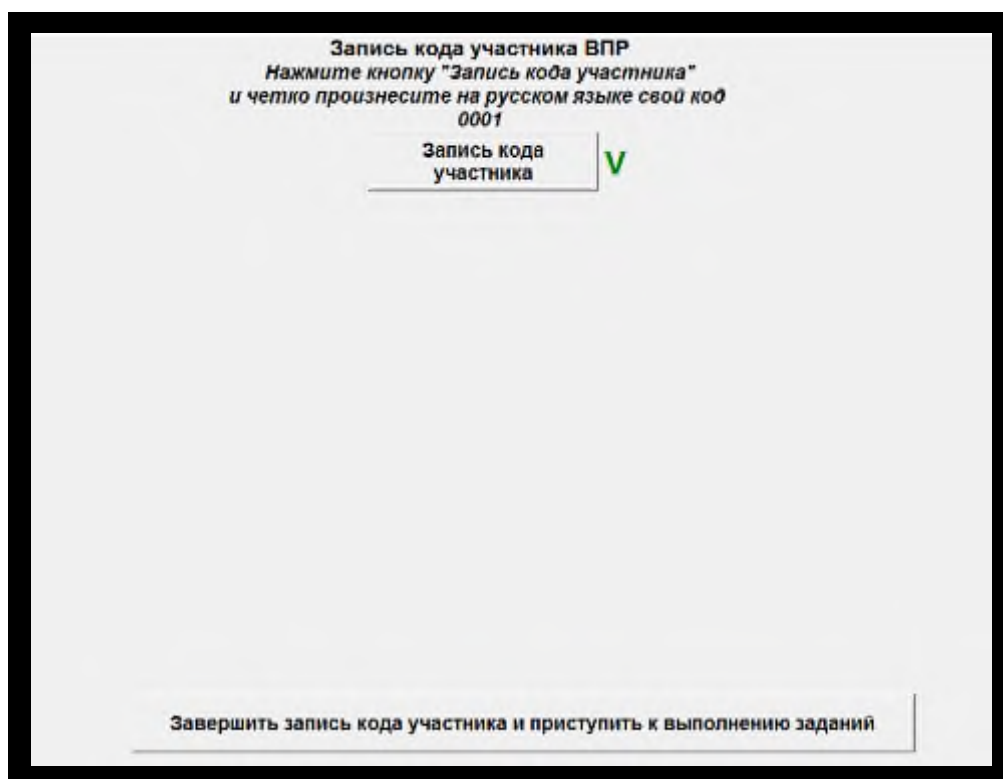 Запись кода участника ВПР
Нажмите кнопку "Запись кода участника"
и четко произнесите на русском языке свой код
0001
Запись кода
участника
V
Завершить запись кода участника и приступить к выполнению заданий